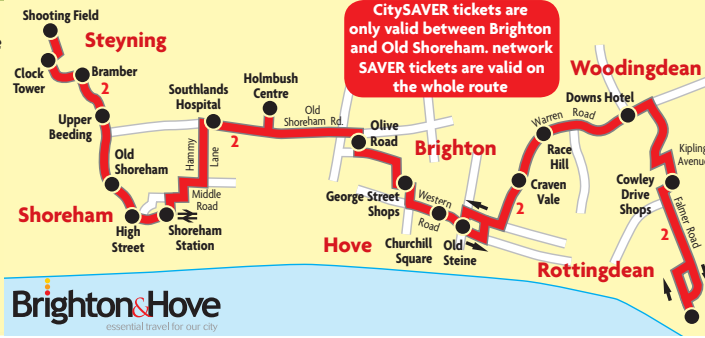 CitySAVER tickets are
only valid between Brighton
and Old Shoreham. network
SAVER tickets are valid on
the whole route
Shooting Field
Steyning
Clock
Tower
Bramber
2
Upper
Beeding
Southlands
Hospital
Holmbush
Centre
Old
Shoreham Rd.
2
Olive
Road
Brighton
Woodingdean
Downs Hotel
Warren Road
Race
Hill
Kipling
Avenue
Old
Shoreham
Hammy
Lane
Middle
Road
Shoreham
High
Street
Shoreham
Station
George Street
Shops
Western
Road
Hove
Churchill
Square
Old
Steine
Craven
Vale
2
Cowley
Drive
Shops
Falmer Road
2
Rottingdean
Brighton&Hove
essential travel for our city